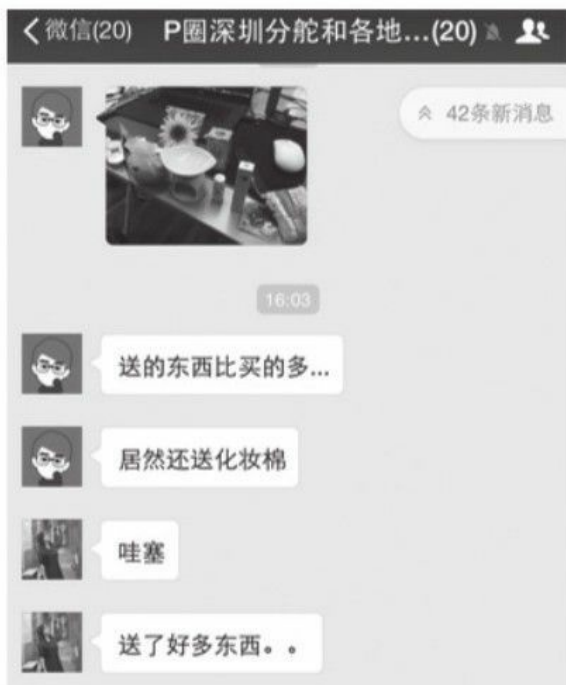 微信(20) P圈深圳分舵和各地...(20)
42条新消息
16:03
送的东西比买的多...
居然还送化妆棉
哇塞
送了好多东西。。